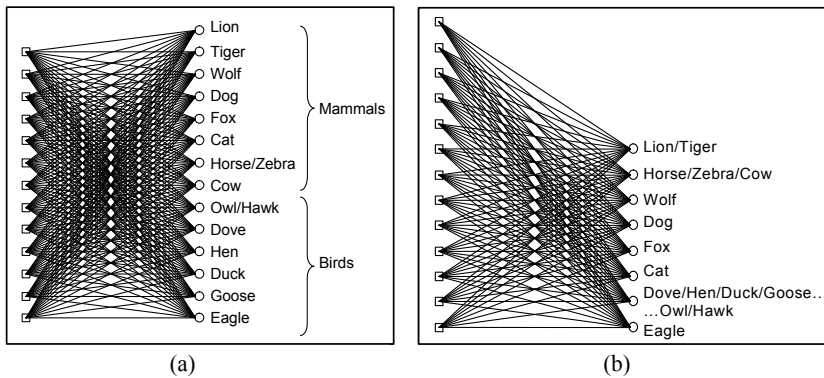 Lion
Tiger
Wolf
Dog
Fox
Cat
Horse/Zebra
Cow
Owl/Hawk
Dove
Hen
Duck
Goose
Eagle
Mammals
Birds
(a)
Lion/Tiger
Horse/Zebra/Cow
Wolf
Dog
Fox
Cat
Dove/Hen/Duck/Goose…
…Owl/Hawk
Eagle
(b)